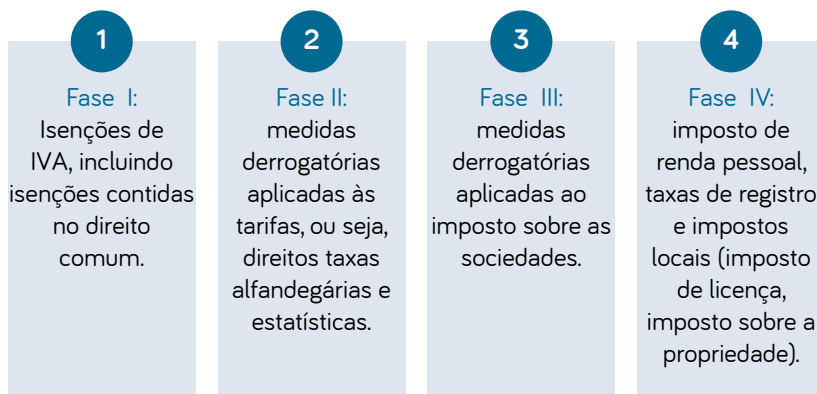 1
Fase I:
Isenções de
IVA, incluindo
isenções contidas
no direito
comum.
2
Fase II:
medidas
derrogatórias
aplicadas às
tarifas, ou seja,
direitos taxas
alfandegárias e
estatísticas.
3
Fase III:
medidas
derrogatórias
aplicadas ao
imposto sobre as
sociedades.
4
Fase IV:
imposto de
renda pessoal,
taxas de registro
e impostos
locais (imposto
de licença,
imposto sobre a
propriedade).